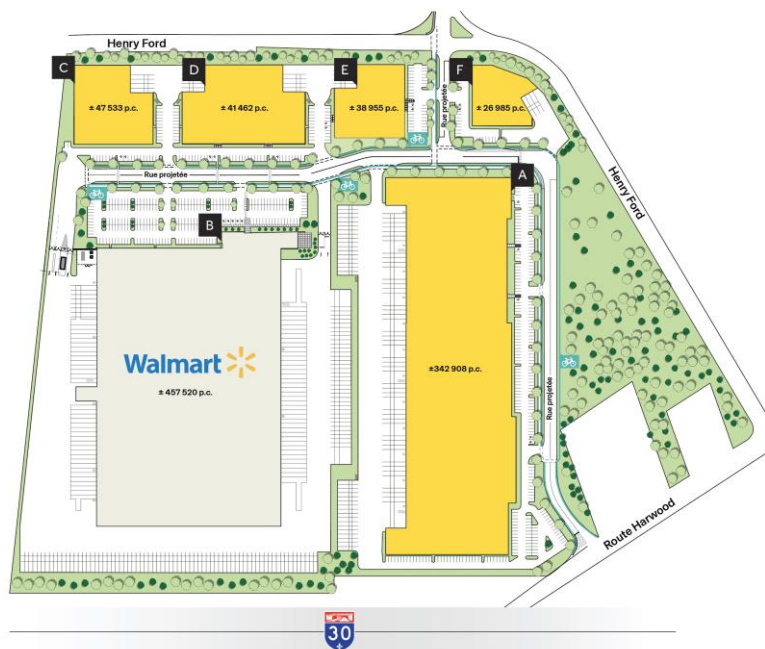 Henry Ford
C
D
E
F
± 47 533 p.c.
± 41 462 p.c.
± 38 955 p.c.
± 26 985 p.c.
Rue projetée
Rue projetée
A
B
Henry Ford
Walmart
± 457 520 p.c.
±342 908 p.c.
Rue projetée
Route Harwood
30